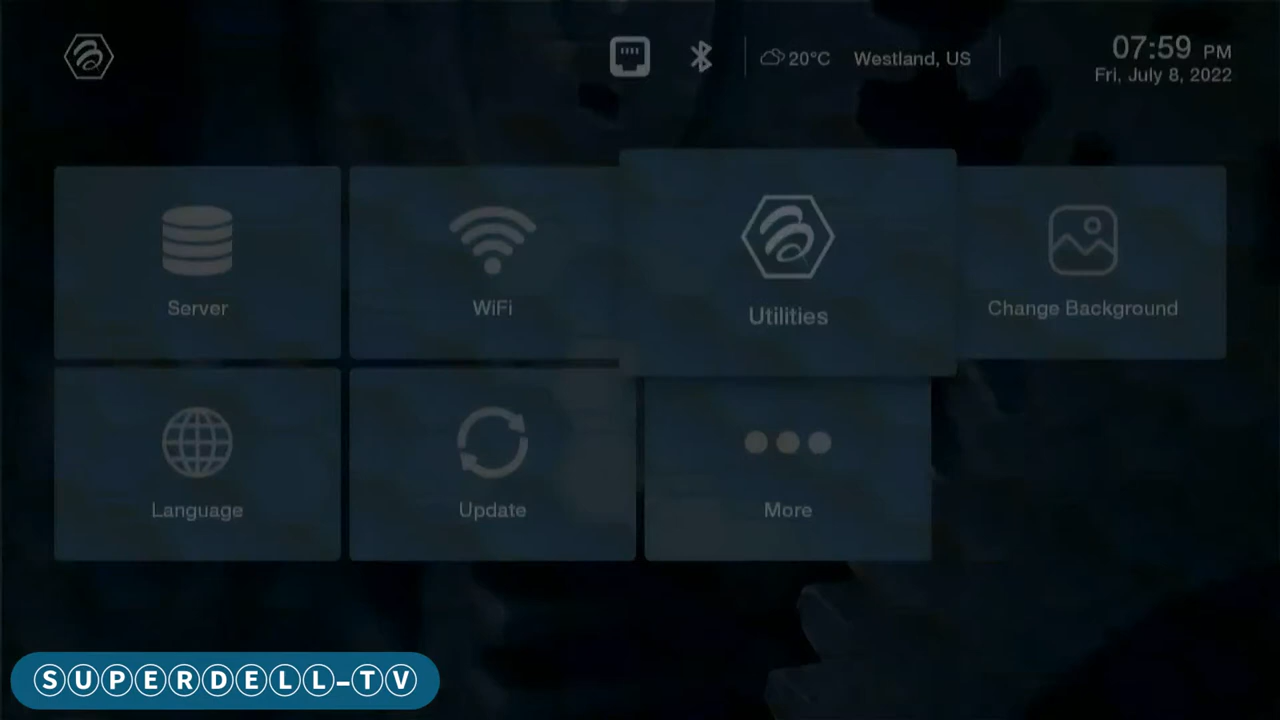 20°C Westland, US 07:59 PM
Fri, July 8, 2022
Server WiFi Utilities Change Background
Language Update More
ⓈⓊⓅⒺⓇⒹⒺⓁⓁ-ⓉⓋ